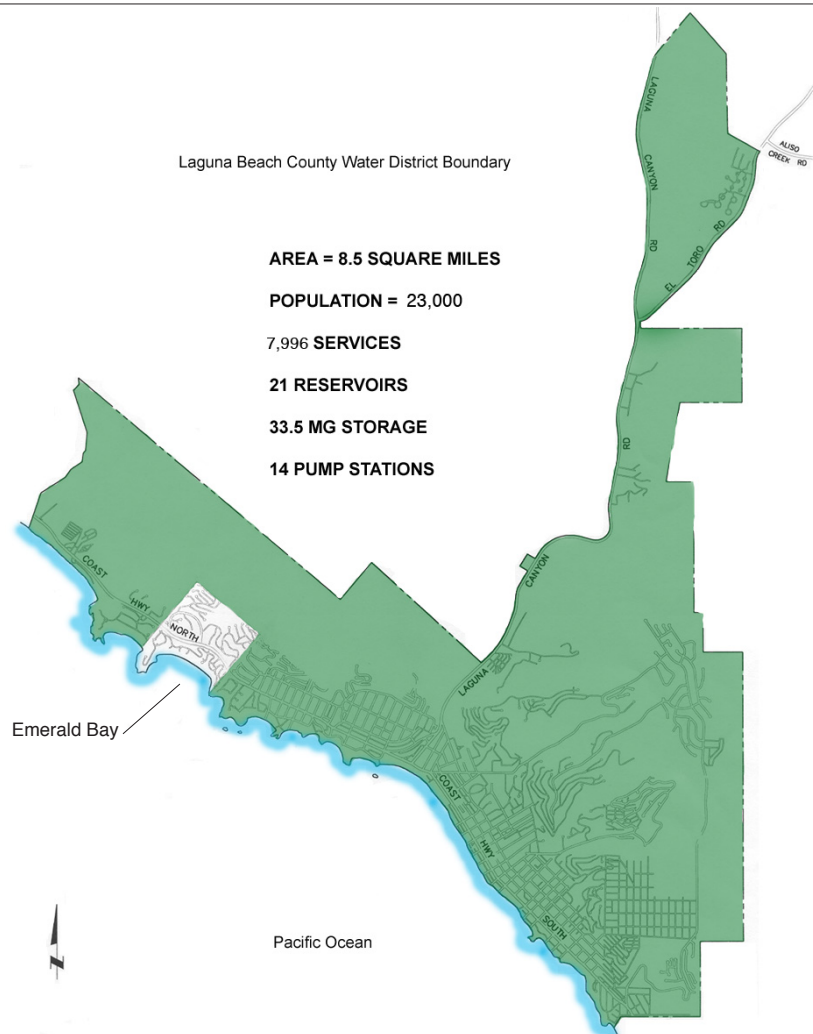 LAGUNA
CANYON
RD
ALISO
CREEK RD
Laguna Beach County Water District Boundary
EL TORO RD
AREA = 8.5 SQUARE MILES
POPULATION = 23,000
7,996 SERVICES
21 RESERVOIRS
33.5 MG STORAGE
14 PUMP STATIONS
RD
CANYON
LAGUNA
COAST
HWY
NORTH
Emerald Bay
COAST
HWY
SOUTH
Pacific Ocean
N